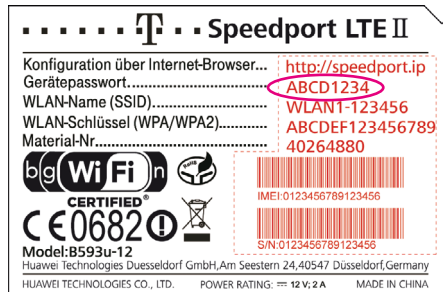 T Speedport LTE II
Konfiguration über Internet-Browser... http://speedport.ip
Gerätepasswort... ABCD1234
WLAN-Name (SSID)... WLAN1-123456
WLAN-Schlüssel (WPA/WPA2)... ABCDEF123456789
Material-Nr... 40264880
bg WiFi n
CERTIFIED®
IMEI:0123456789123456
CE0682
S/N:0123456789123456
Model:B593u-12
Huawei Technologies Duesseldorf GmbH,Am Seestern 24,40547 Düsseldorf,Germany
HUAWEI TECHNOLOGIES CO., LTD. POWER RATING: ⎓ 12 V; 2 A MADE IN CHINA